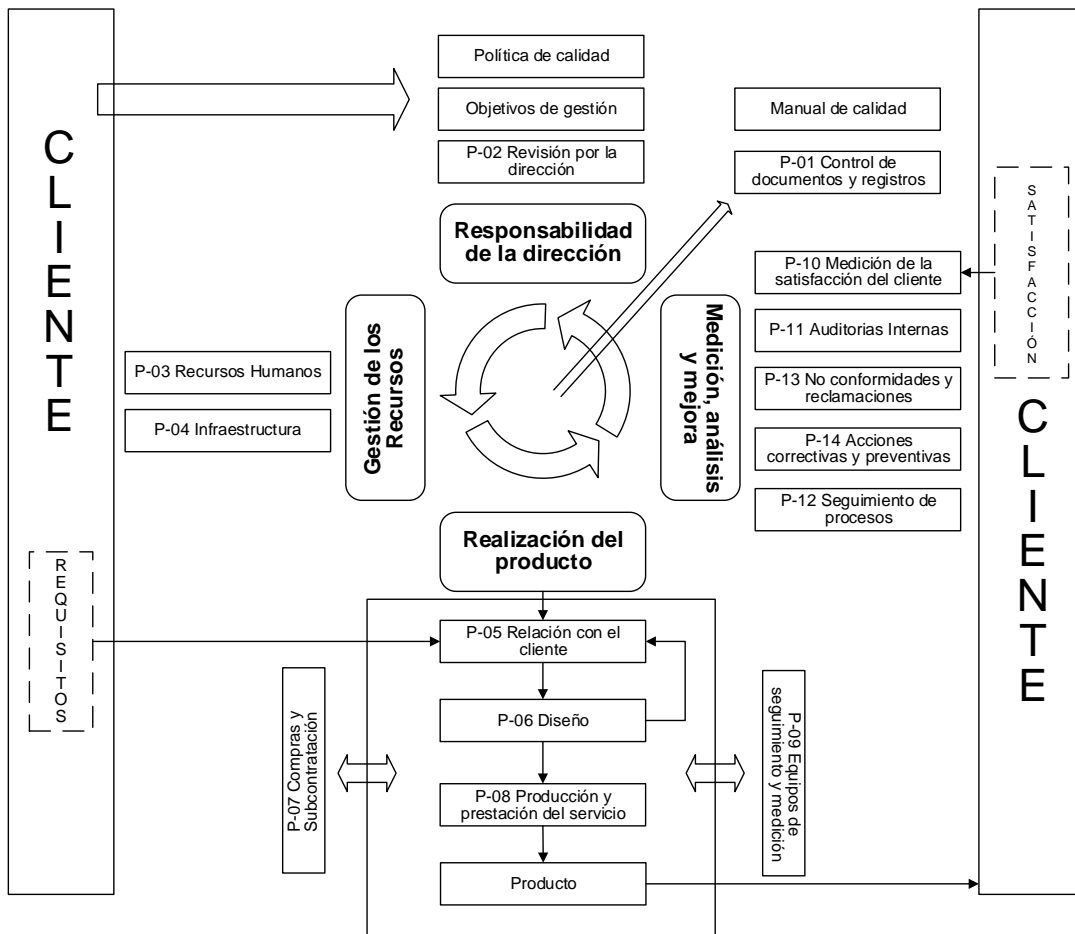 CLIENTE
Política de calidad
Objetivos de gestión
P-02 Revisión por la
dirección
Manual de calidad
P-01 Control de
documentos y registros
Responsabilidad
de la dirección
SATISFACCIÓN
P-10 Medición de la
satisfacción del cliente
P-11 Auditorias Internas
P-13 No conformidades y
reclamaciones
P-14 Acciones
correctivas y preventivas
P-12 Seguimiento de
procesos
Medición, análisis
y mejora
Gestión de los
Recursos
P-03 Recursos Humanos
P-04 Infraestructura
CLIENTE
Realización del
producto
REQUISITOS
P-05 Relación con el
cliente
P-06 Diseño
P-07 Compras y
Subcontratación
P-09 Equipos de
seguimiento y medición
P-08 Producción y
prestación del servicio
Producto